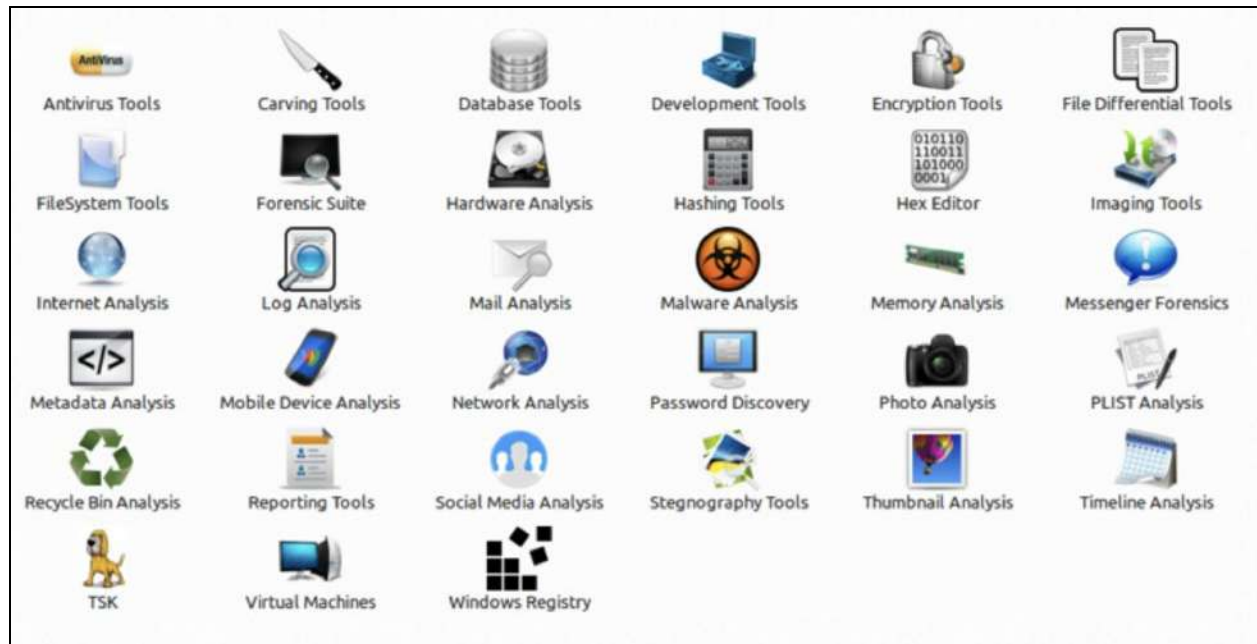 AntiVirus
Antivirus Tools Carving Tools Database Tools Development Tools Encryption Tools File Differential Tools
010110
110011
101000
0001
FileSystem Tools Forensic Suite Hardware Analysis Hashing Tools Hex Editor Imaging Tools
Internet Analysis Log Analysis Mail Analysis Malware Analysis Memory Analysis Messenger Forensics
</>
PLIST
Metadata Analysis Mobile Device Analysis Network Analysis Password Discovery Photo Analysis PLIST Analysis
Recycle Bin Analysis Reporting Tools Social Media Analysis Stegnography Tools Thumbnail Analysis Timeline Analysis
TSK Virtual Machines Windows Registry